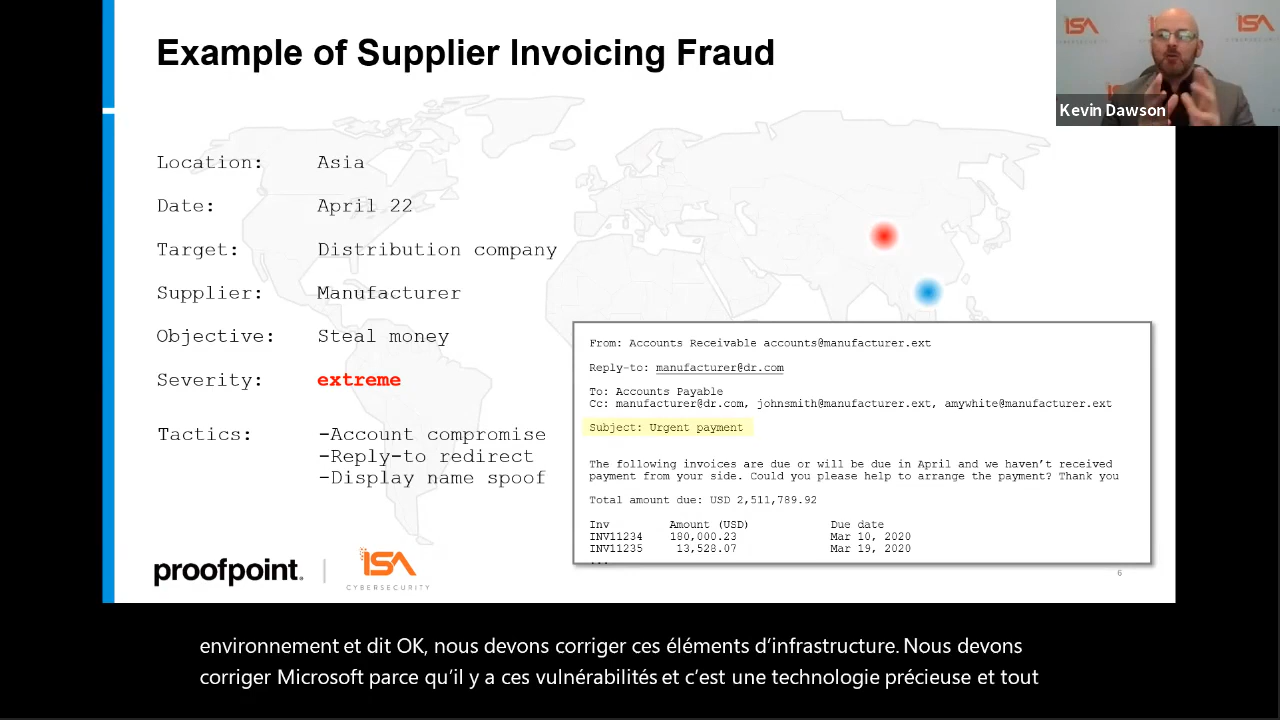 Example of Supplier Invoicing Fraud
ISA
ISA
CYBERSECURITY
Kevin Dawson
Location: Asia
Date: April 22
Target: Distribution company
Supplier: Manufacturer
Objective: Steal money
Severity: extreme
Tactics: -Account compromise
-Reply-to redirect
-Display name spoof
From: Accounts Receivable accounts@manufacturer.ext
Reply-to: manufacturer@dr.com
To: Accounts Payable
Cc: manufacturer@dr.com, johnsmith@manufacturer.ext, amywhite@manufacturer.ext
Subject: Urgent payment
The following invoices are due or will be due in April and we haven't received
payment from your side. Could you please help to arrange the payment? Thank you
Total amount due: USD 2,511,789.92
Inv Amount (USD) Due date
INV11234 180,000.23 Mar 10, 2020
INV11235 13,528.07 Mar 19, 2020
...
proofpoint.
ISA
CYBERSECURITY
6
environnement et dit OK, nous devons corriger ces éléments d'infrastructure. Nous devons
corriger Microsoft parce qu'il y a ces vulnérabilités et c'est une technologie précieuse et tout